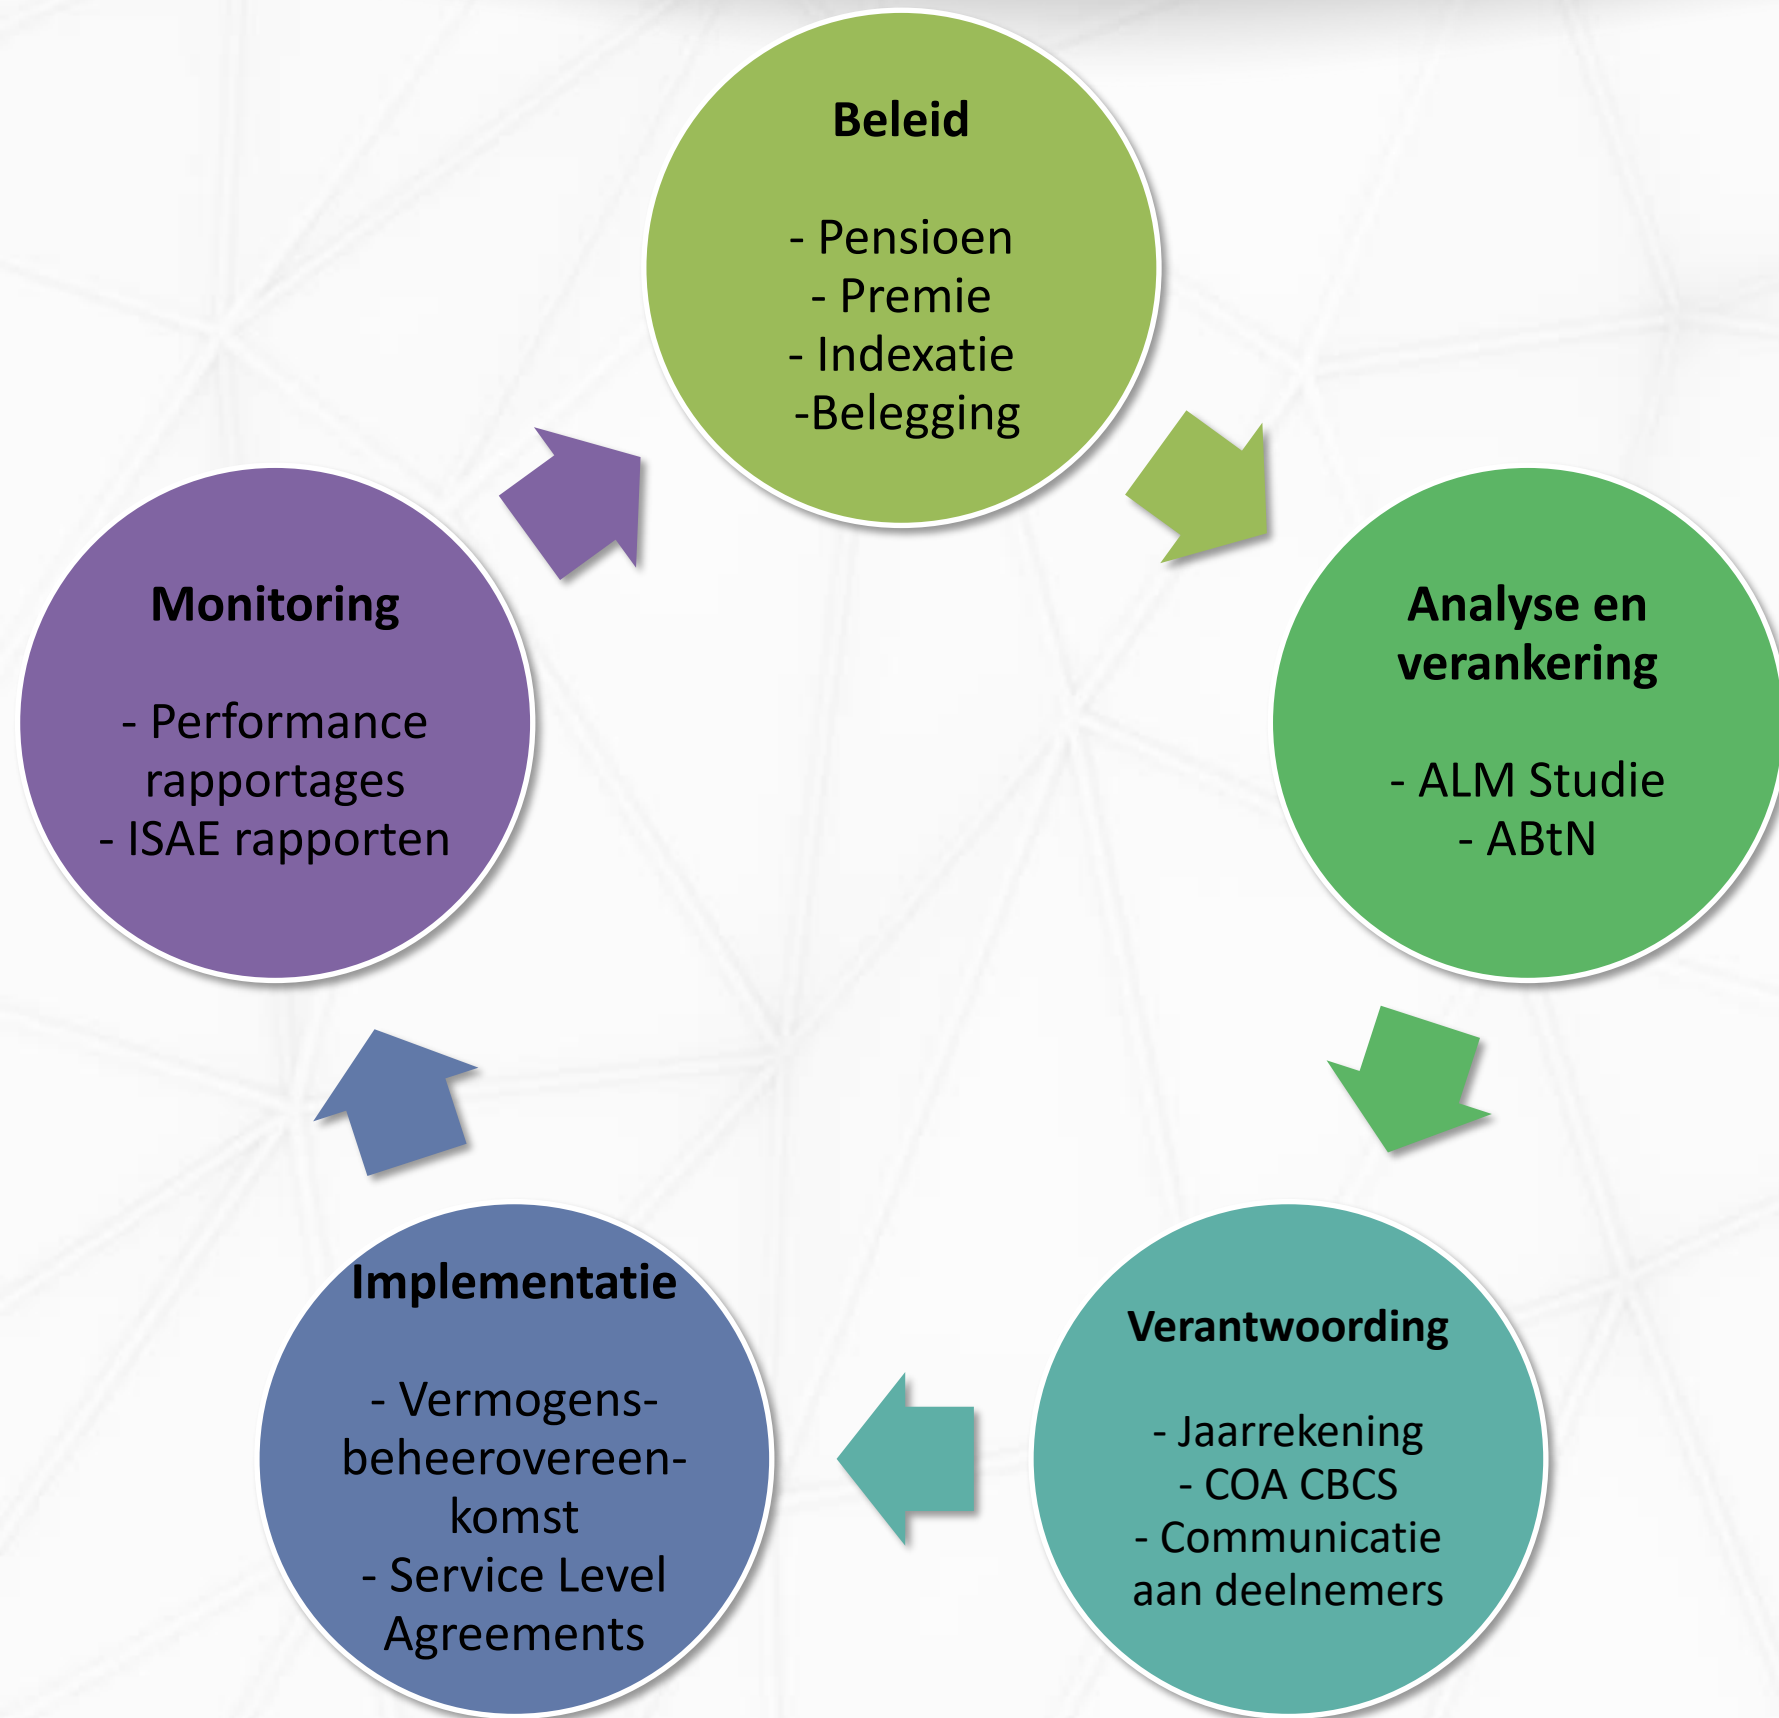 Beleid
- Pensioen
- Premie
- Indexatie
-Belegging
Analyse en
verankering
- ALM Studie
- ABtN
Verantwoording
- Jaarrekening
- COA CBCS
- Communicatie
aan deelnemers
Implementatie
- Vermogens-
beheerovereen-
komst
- Service Level
Agreements
Monitoring
- Performance
rapportages
- ISAE rapporten